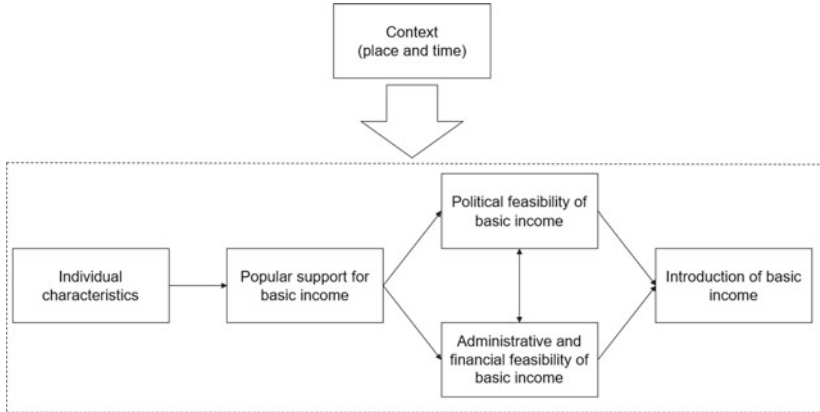 Context
(place and time)
Political feasibility of
basic income
Individual
characteristics
Popular support for
basic income
Introduction of basic
income
Administrative and
financial feasibility of
basic income